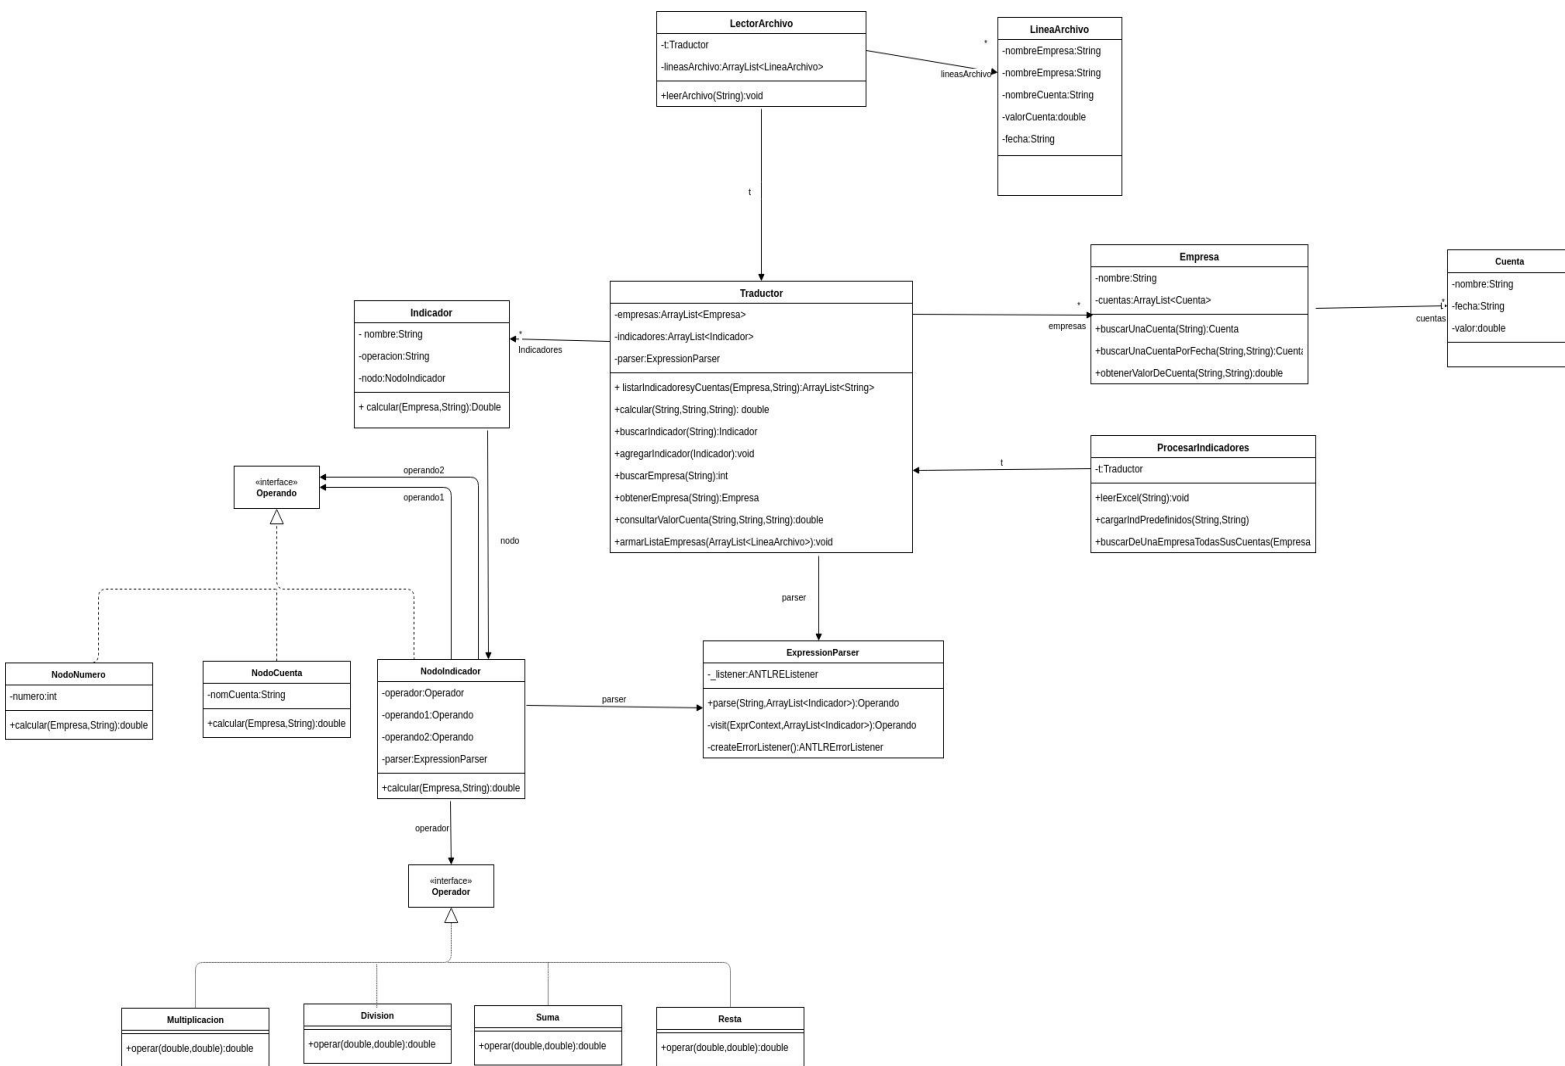 LectorArchivo
-t:Traductor
-lineasArchivo:ArrayList<LineaArchivo>
+leerArchivo(String):void
*
lineasArchivo
LineaArchivo
-nombreEmpresa:String
-nombreEmpresa:String
-nombreCuenta:String
-valorCuenta:double
-fecha:String
t
Empresa
-nombre:String
-cuentas:ArrayList<Cuenta>
+buscarUnaCuenta(String):Cuenta
+buscarUnaCuentaPorFecha(String,String):Cuenta
+obtenerValorDeCuenta(String,String):double
*
cuentas
Cuenta
-nombre:String
-fecha:String
-valor:double
Traductor
-empresas:ArrayList<Empresa>
-indicadores:ArrayList<Indicador>
-parser:ExpressionParser
+ listarIndicadoresyCuentas(Empresa,String):ArrayList<String>
+calcular(String,String,String): double
+buscarIndicador(String):Indicador
+agregarIndicador(Indicador):void
+buscarEmpresa(String):int
+obtenerEmpresa(String):Empresa
+consultarValorCuenta(String,String,String):double
+armarListaEmpresas(ArrayList<LineaArchivo>):void
*
empresas
*
Indicadores
Indicador
- nombre:String
-operacion:String
-nodo:NodoIndicador
+ calcular(Empresa,String):Double
ProcesarIndicadores
-t:Traductor
+leerExcel(String):void
+cargarIndPredefinidos(String,String)
+buscarDeUnaEmpresaTodasSusCuentas(Empresa
t
«interface»
Operando
operando2
operando1
nodo
parser
ExpressionParser
-_listener:ANTLREListener
+parse(String,ArrayList<Indicador>):Operando
-visit(ExprContext,ArrayList<Indicador>):Operando
-createErrorListener():ANTLRErrorListener
NodoNumero
-numero:int
+calcular(Empresa,String):double
NodoCuenta
-nomCuenta:String
+calcular(Empresa,String):double
NodoIndicador
-operador:Operador
-operando1:Operando
-operando2:Operando
-parser:ExpressionParser
+calcular(Empresa,String):double
parser
operador
«interface»
Operador
Multiplicacion
+operar(double,double):double
Division
+operar(double,double):double
Suma
+operar(double,double):double
Resta
+operar(double,double):double